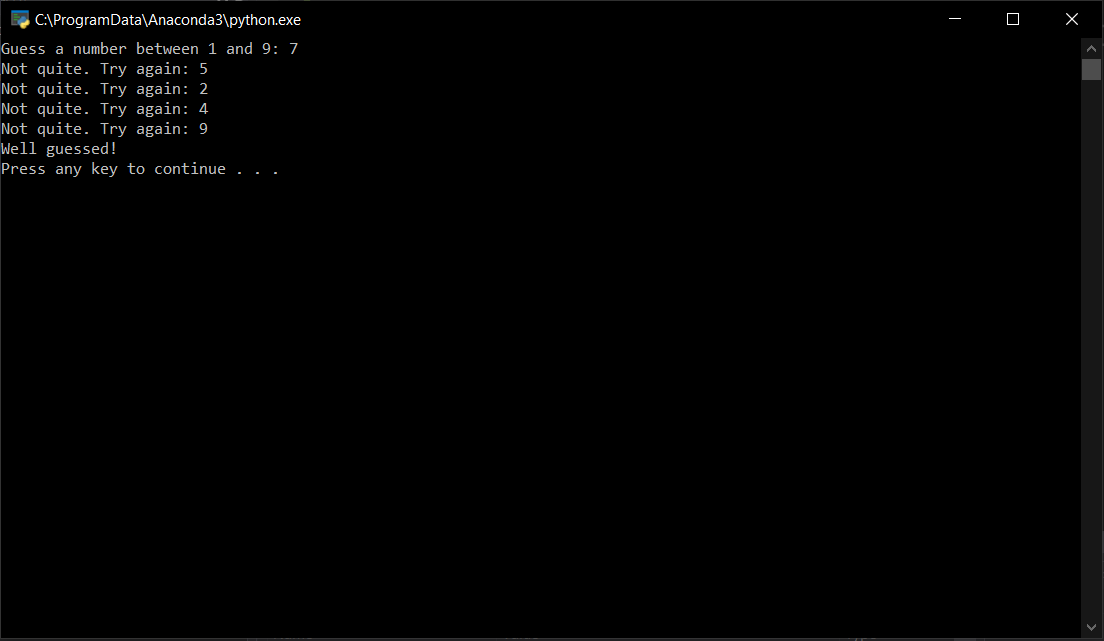 C:\ProgramData\Anaconda3\python.exe
Guess a number between 1 and 9: 7
Not quite. Try again: 5
Not quite. Try again: 2
Not quite. Try again: 4
Not quite. Try again: 9
Well guessed!
Press any key to continue . . .